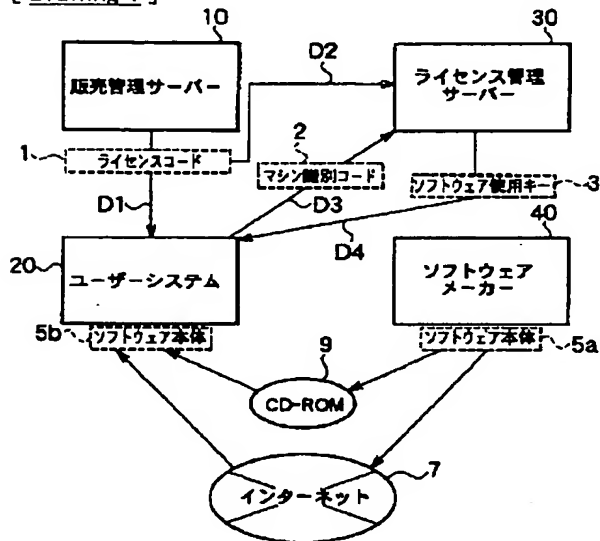 10
30
販売管理サーバー
D2
ライセンス管理
サーバー
1
ライセンスコード
2
マシン識別コード
ソフトウェア使用キー
3
D1
D3
D4
40
20
ユーザーシステム
ソフトウェア
メーカー
5b
ソフトウェア本体
ソフトウェア本体
5a
9
CD-ROM
7
インターネット